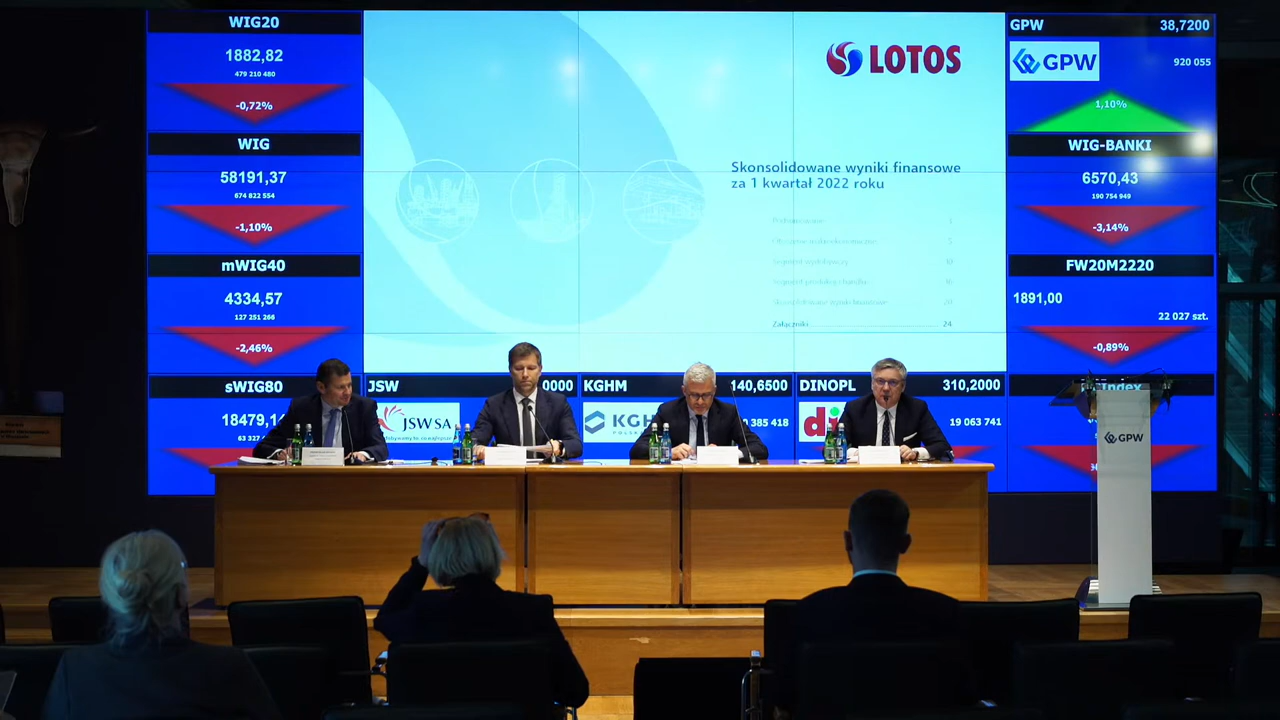 WIG20
1882,82
479 210 480
-0,72%
WIG
58191,37
674 822 554
-1,10%
mWIG40
4334,57
127 251 266
-2,46%
sWIG80
LOTOS
Skonsolidowane wyniki finansowe
za 1 kwartał 2022 roku
Segment wydobywczy
Załączniki 24
GPW 38,7200
GPW 920 055
1,10%
WIG-BANKI
6570,43
190 754 949
-3,14%
FW20M2220
1891,00
22 027 szt.
-0,89%
JSW 0000
JSW SA
KGHM 140,6500
KGH 385 418
DINOPL 310,2000
19 063 741
GPW